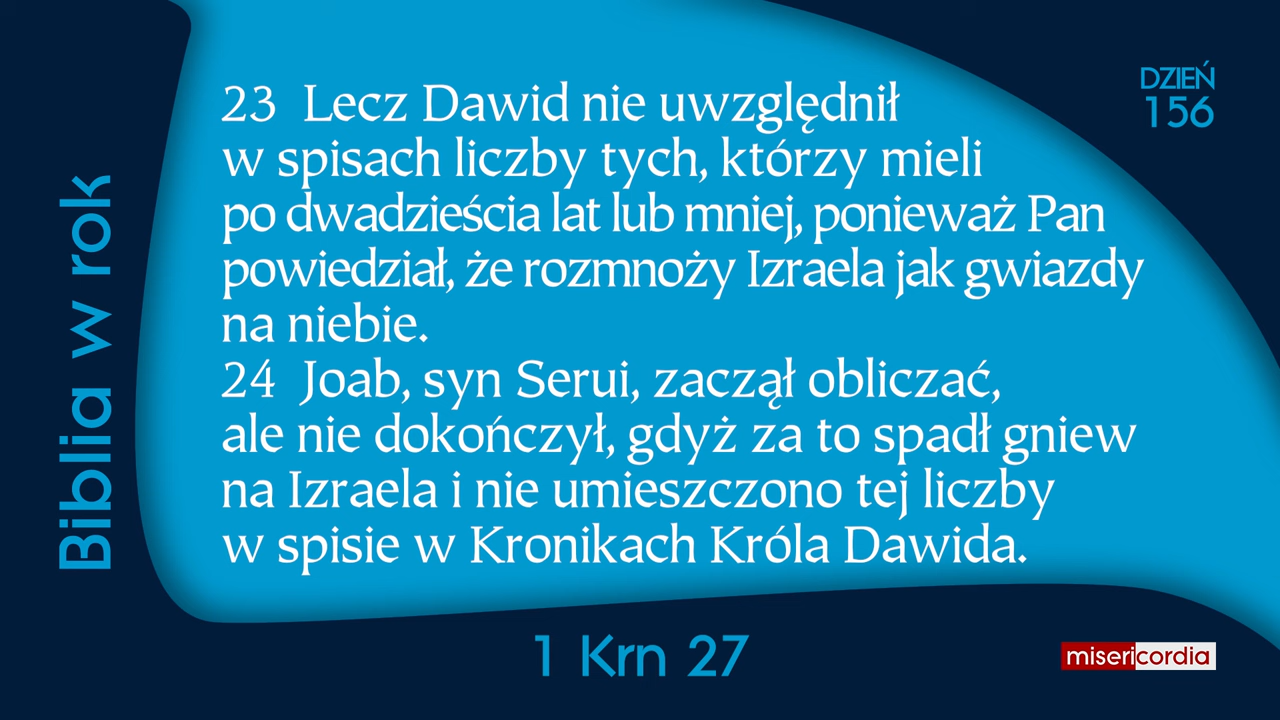 DZIEŃ
156
23 Lecz Dawid nie uwzględnił
w spisach liczby tych, którzy mieli
po dwadzieścia lat lub mniej, ponieważ Pan
powiedział, że rozmnoży Izraela jak gwiazdy
na niebie.
24 Joab, syn Serui, zaczął obliczać,
ale nie dokończył, gdyż za to spadł gniew
na Izraela i nie umieszczono tej liczby
w spisie w Kronikach Króla Dawida.
Biblia w rok
1 Krn 27
misericordia